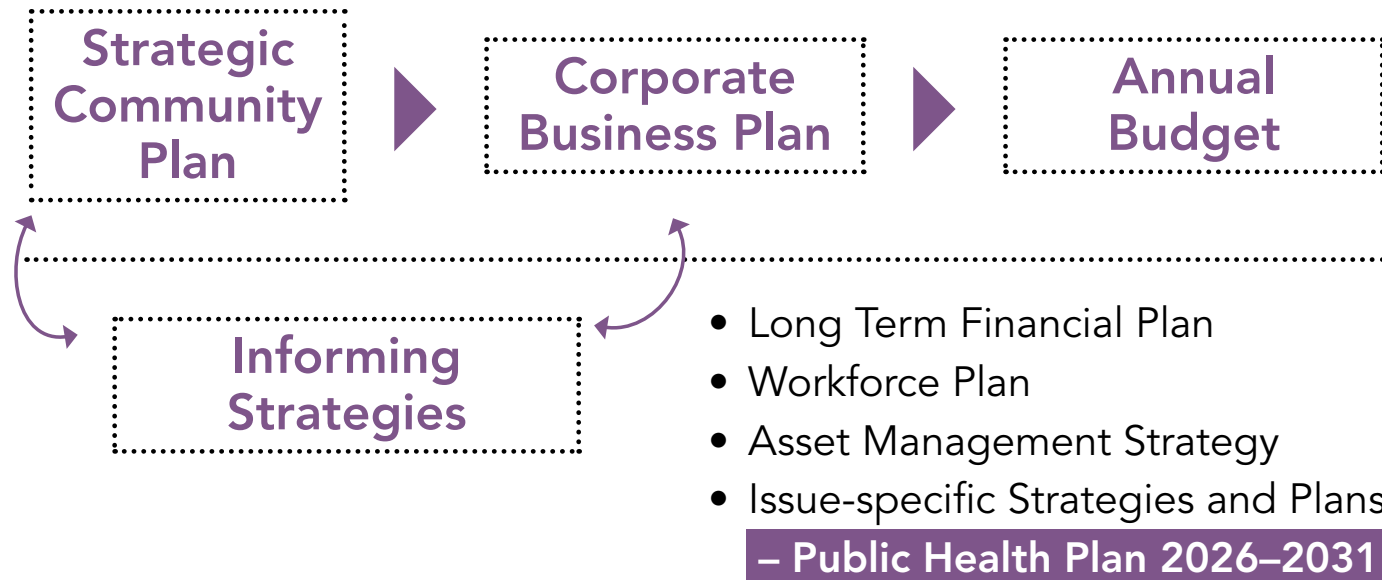 Strategic
Community
Plan
Corporate
Business Plan
Annual
Budget
Informing
Strategies
• Long Term Financial Plan
• Workforce Plan
• Asset Management Strategy
• Issue-specific Strategies and Plans
– Public Health Plan 2026–2031